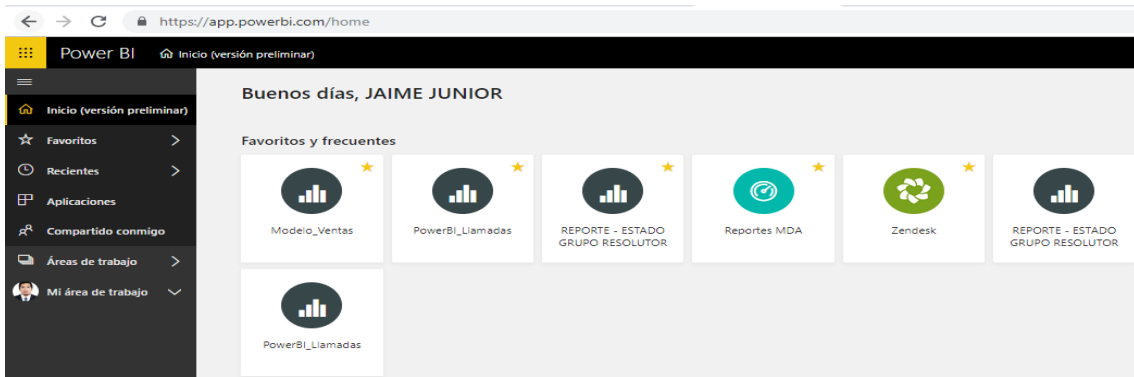 https://app.powerbi.com/home
Power BI
Inicio (versión preliminar)
Inicio (versión preliminar)
Favoritos
Recientes
Aplicaciones
Compartido conmigo
Áreas de trabajo
Mi área de trabajo
Buenos días, JAIME JUNIOR
Favoritos y frecuentes
Modelo_Ventas
PowerBI_Llamadas
REPORTE - ESTADO
GRUPO RESOLUTOR
Reportes MDA
Zendesk
REPORTE - ESTADO
GRUPO RESOLUTOR
PowerBI_Llamadas